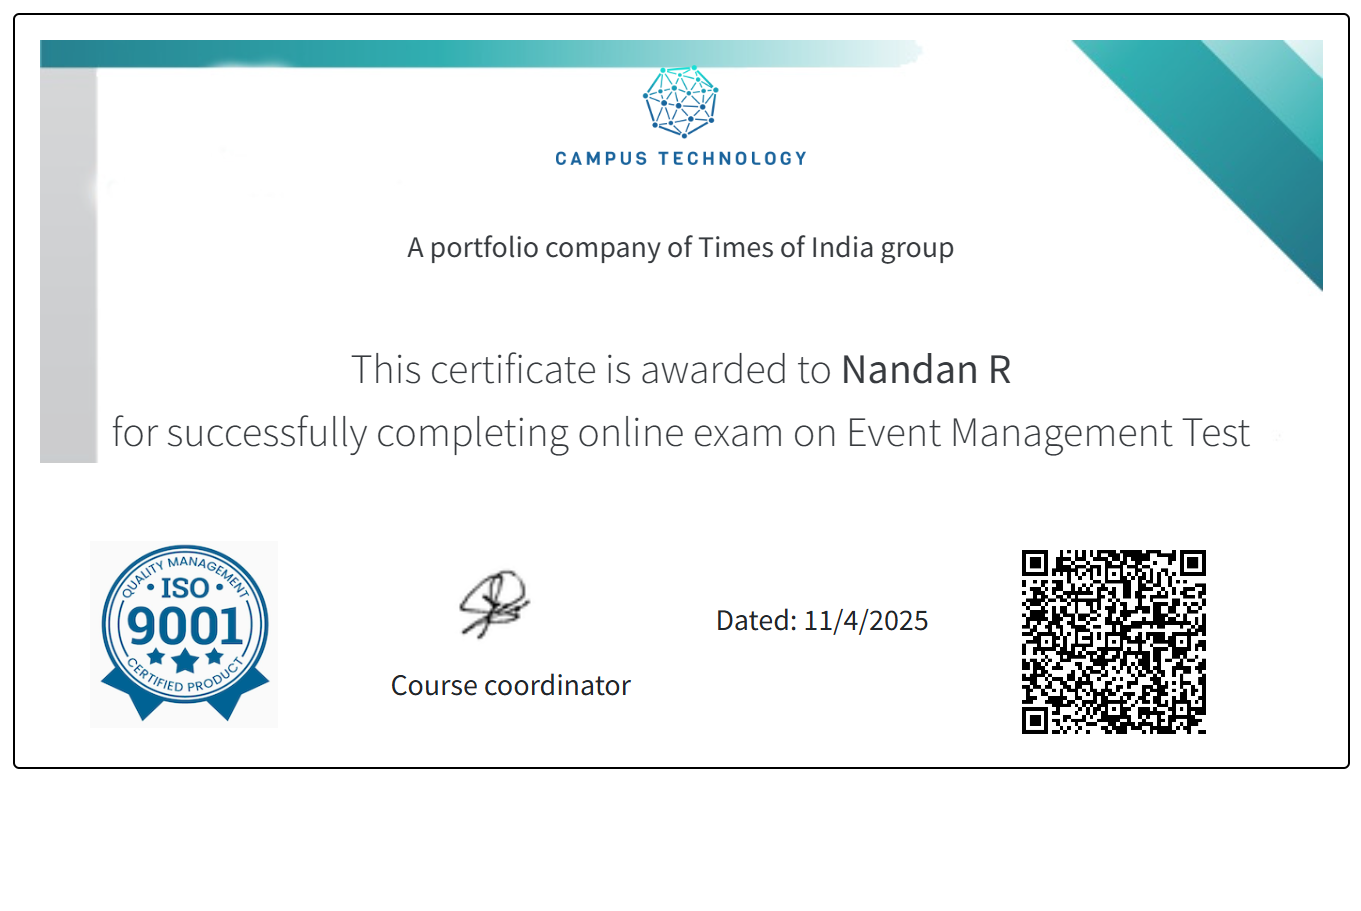 CAMPUS TECHNOLOGY
A portfolio company of Times of India group
This certificate is awarded to Nandan R
for successfully completing online exam on Event Management Test
QUALITY MANAGEMENT
• ISO •
9001
CERTIFIED PRODUCT
Course coordinator
Dated: 11/4/2025